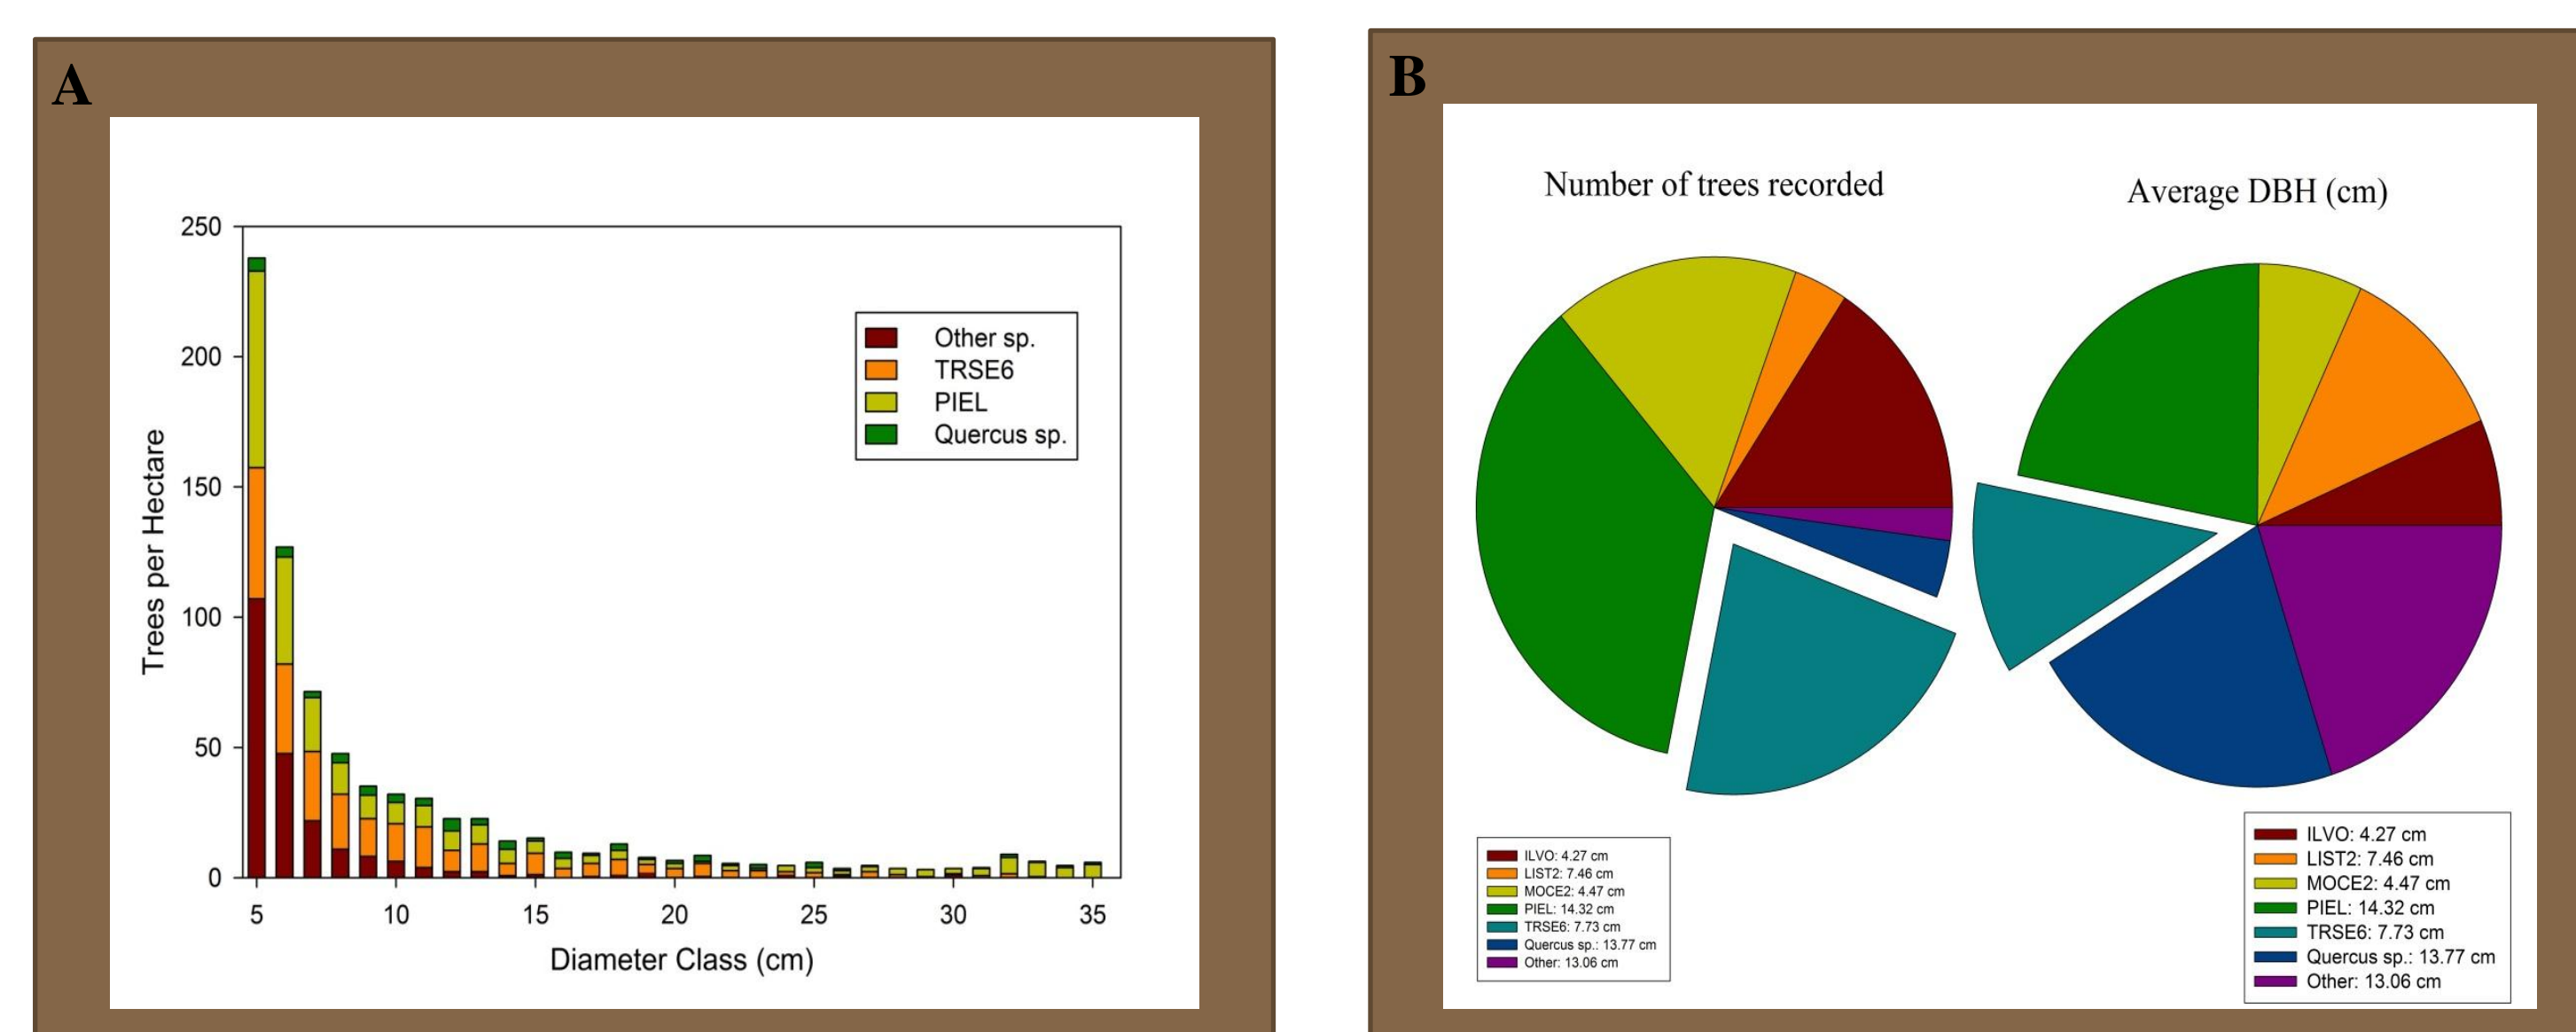 A
250
200
150
100
50
0
Trees per Hectare
5 10 15 20 25 30 35
Diameter Class (cm)
Other sp.
TRSE6
PIEL
Quercus sp.
B
Number of trees recorded
ILVO: 4.27 cm
LIST2: 7.46 cm
MOCE2: 4.47 cm
PIEL: 14.32 cm
TRSE6: 7.73 cm
Quercus sp.: 13.77 cm
Other: 13.06 cm
Average DBH (cm)
ILVO: 4.27 cm
LIST2: 7.46 cm
MOCE2: 4.47 cm
PIEL: 14.32 cm
TRSE6: 7.73 cm
Quercus sp.: 13.77 cm
Other: 13.06 cm